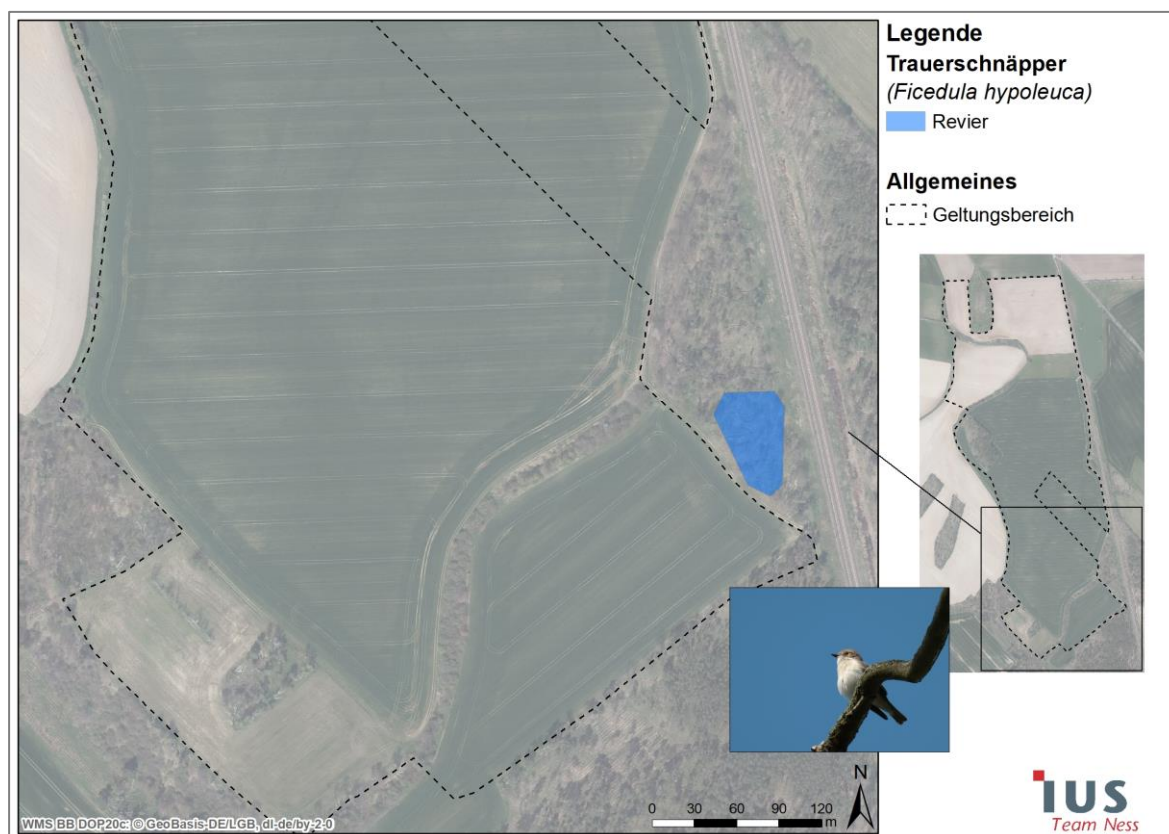 Legende
Trauerschnäpper
(Ficedula hypoleuca)
Revier
Allgemeines
Geltungsbereich
N
0 30 60 90 120
m
WMS BB DOP20c: © GeoBasis-DE/LGB, dl-de/by-2-0
IUS
Team Ness